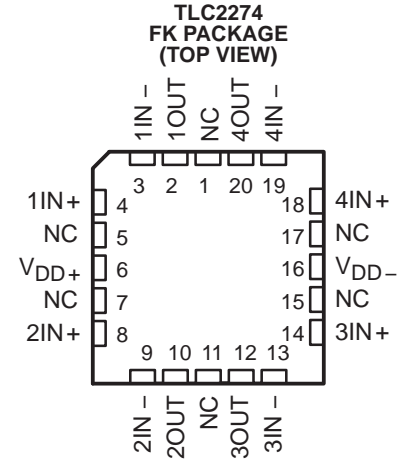 TLC2274
FK PACKAGE
(TOP VIEW)
1IN –
1OUT
NC
4OUT
4IN –
3 2 1 20 19
1IN + 4 18 4IN +
NC 5 17 NC
VDD + 6 16 VDD –
NC 7 15 NC
2IN + 8 14 3IN +
9 10 11 12 13
2IN –
2OUT
NC
3OUT
3IN –